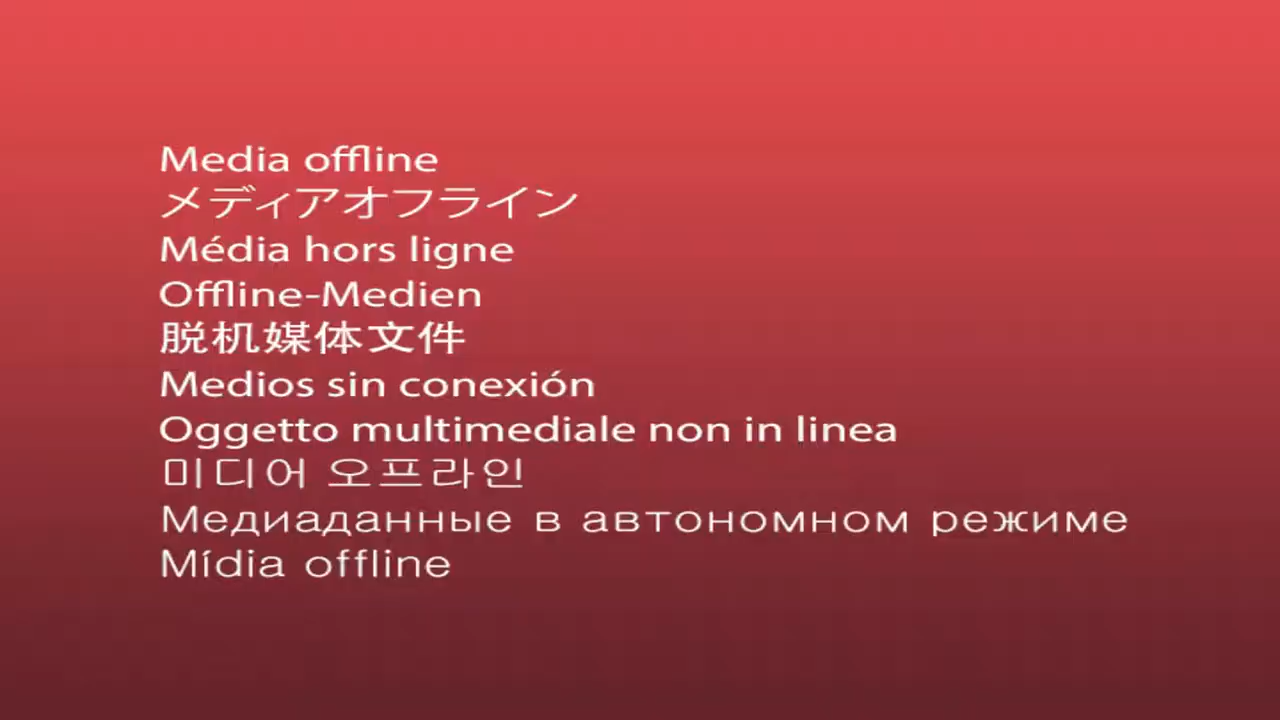 Media offline
メディアオフライン
Média hors ligne
Offline-Medien
脱机媒体文件
Medios sin conexión
Oggetto multimediale non in linea
미디어 오프라인
Медиаданные в автономном режиме
Mídia offline